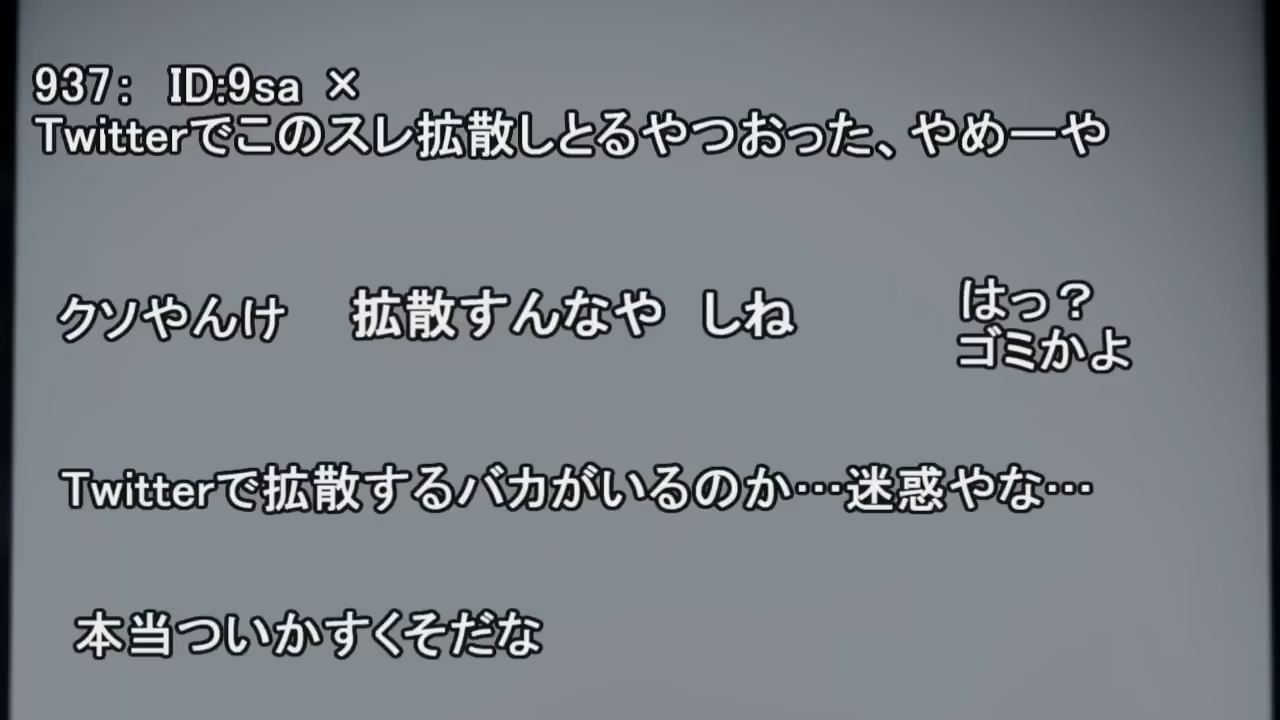 937: ID:9sa ×
Twitterでこのスレ拡散しとるやつおった、やめーや
クソやんけ 拡散すんなや しね はっ？
ゴミかよ
Twitterで拡散するバカがいるのか…迷惑やな…
本当ついかすくそだな